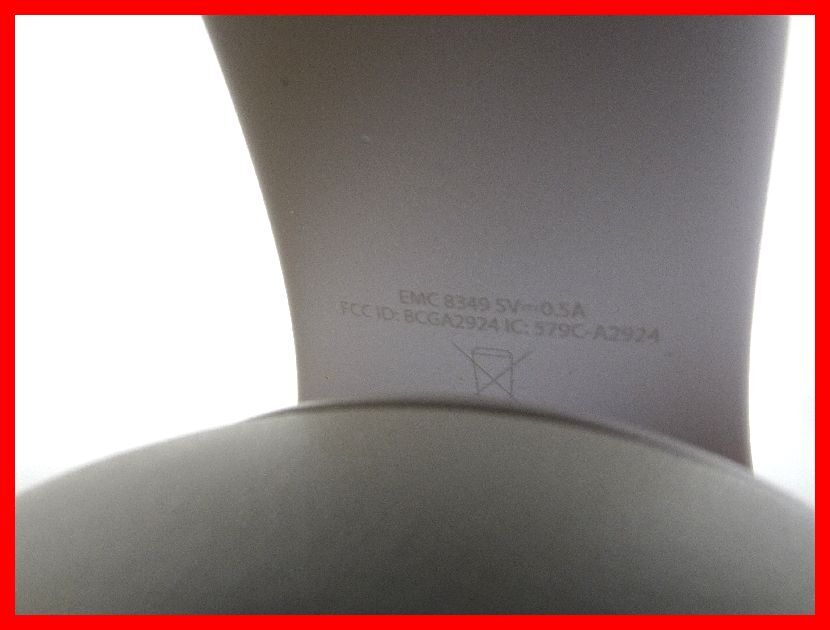 EMC 8349 5V⎓0.5A
FCC ID: BCGA2924 IC: 579C-A2924